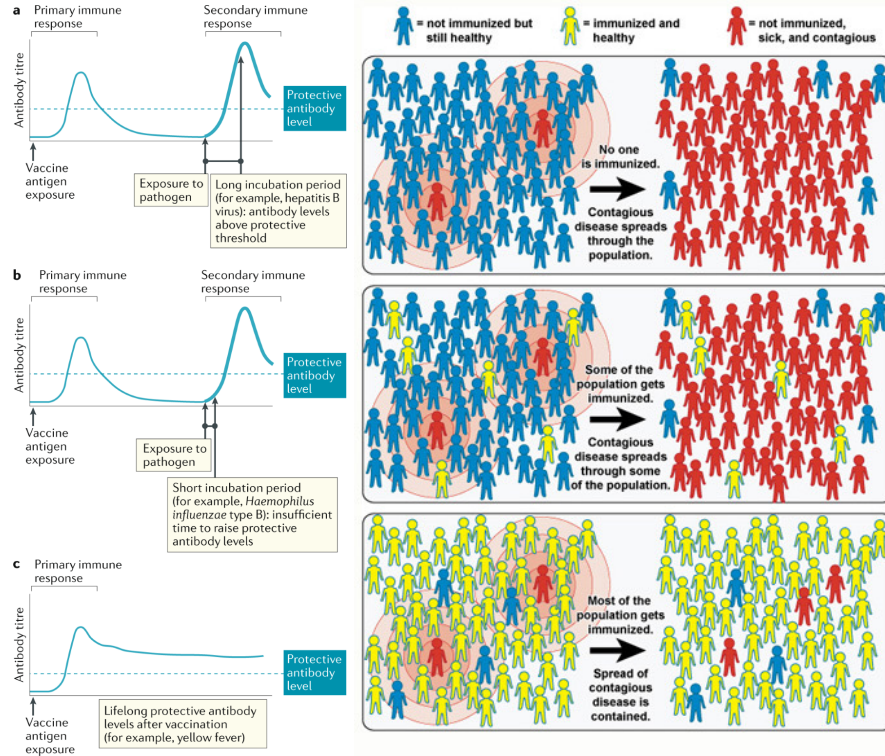 a
Primary immune
response
Secondary immune
response
Antibody titre
Protective
antibody
level
Vaccine
antigen
exposure
Exposure to
pathogen
Long incubation period
(for example, hepatitis B
virus): antibody levels
above protective
threshold
b
Primary immune
response
Secondary immune
response
Antibody titre
Protective
antibody
level
Vaccine
antigen
exposure
Exposure to
pathogen
Short incubation period
(for example, Haemophilus
influenzae type B): insufficient
time to raise protective
antibody levels
c
Primary immune
response
Antibody titre
Protective
antibody
level
Vaccine
antigen
exposure
Lifelong protective antibody
levels after vaccination
(for example, yellow fever)
= not immunized but
still healthy
= immunized and
healthy
= not immunized,
sick, and contagious
No one
is immunized.
Contagious
disease spreads
through the
population.
Some of the
population gets
immunized.
Contagious
disease spreads
through some
of the population.
Most of the
population gets
immunized.
Spread of
contagious
disease is
contained.